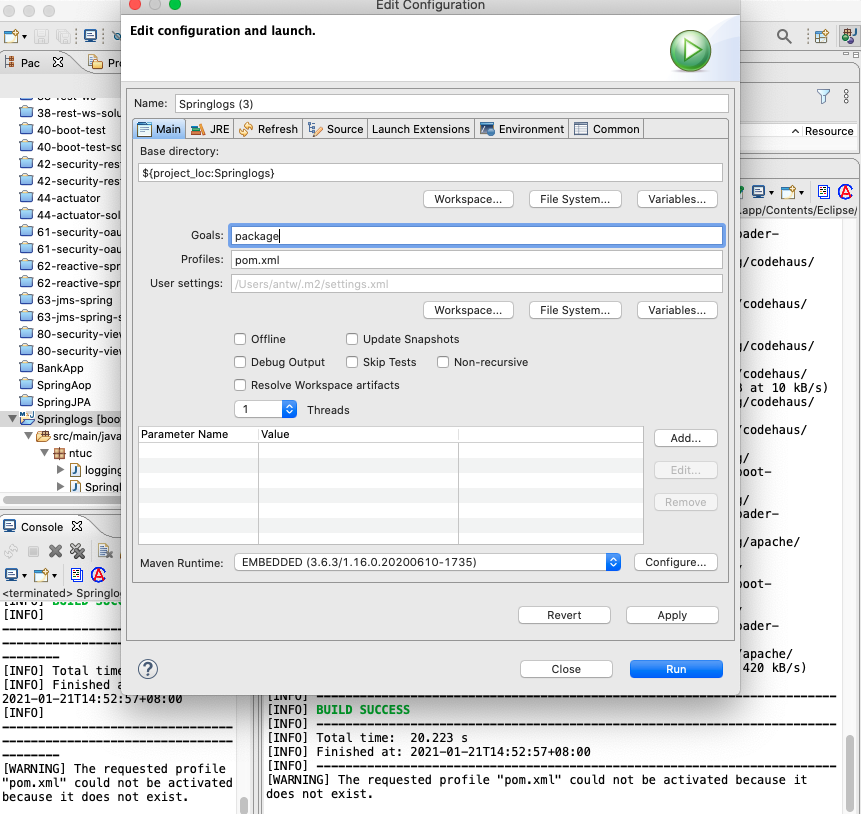 Edit Configuration
Edit configuration and launch.
Name: Springlogs (3)
Main JRE Refresh Source Launch Extensions Environment Common
Base directory:
${project_loc:Springlogs}
Workspace... File System... Variables...
Goals: package
Profiles: pom.xml
User settings: /Users/antw/.m2/settings.xml
Workspace... File System... Variables...
Offline Update Snapshots
Debug Output Skip Tests Non-recursive
Resolve Workspace artifacts
1 Threads
Parameter Name Value
Add...
Edit...
Remove
Maven Runtime: EMBEDDED (3.6.3/1.16.0.20200610-1735) Configure...
Revert Apply
? Close Run
Pac
38-rest-ws
38-rest-ws-solu
40-boot-test
40-boot-test-so
42-security-res
42-security-res
44-actuator
44-actuator-sol
61-security-oau
61-security-oau
62-reactive-spr
62-reactive-spr
63-jms-spring
63-jms-spring-s
80-security-view
80-security-view
BankApp
SpringAop
SpringJPA
Springlogs [boo
src/main/java
ntuc
logging
Springl
Console
<terminated> Springlo
[INFO] BUILD SUCC
[INFO]
[INFO] Total time
[INFO] Finished a
2021-01-21T14:52:57+08:00
[INFO]
[WARNING] The requested profile
"pom.xml" could not be activated
because it does not exist.
Resource
.app/Contents/Eclipse/
oader-
g/codehaus/
g/codehaus/
g/codehaus/
g/codehaus/
B at 10 kB/s)
g/codehaus/
g/codehaus/
g/
boot-
g/
oader-
g/apache/
boot-
oader-
apache/
420 kB/s)
[INFO]
[INFO] BUILD SUCCESS
[INFO]
[INFO] Total time: 20.223 s
[INFO] Finished at: 2021-01-21T14:52:57+08:00
[INFO]
[WARNING] The requested profile "pom.xml" could not be activated because it
does not exist.